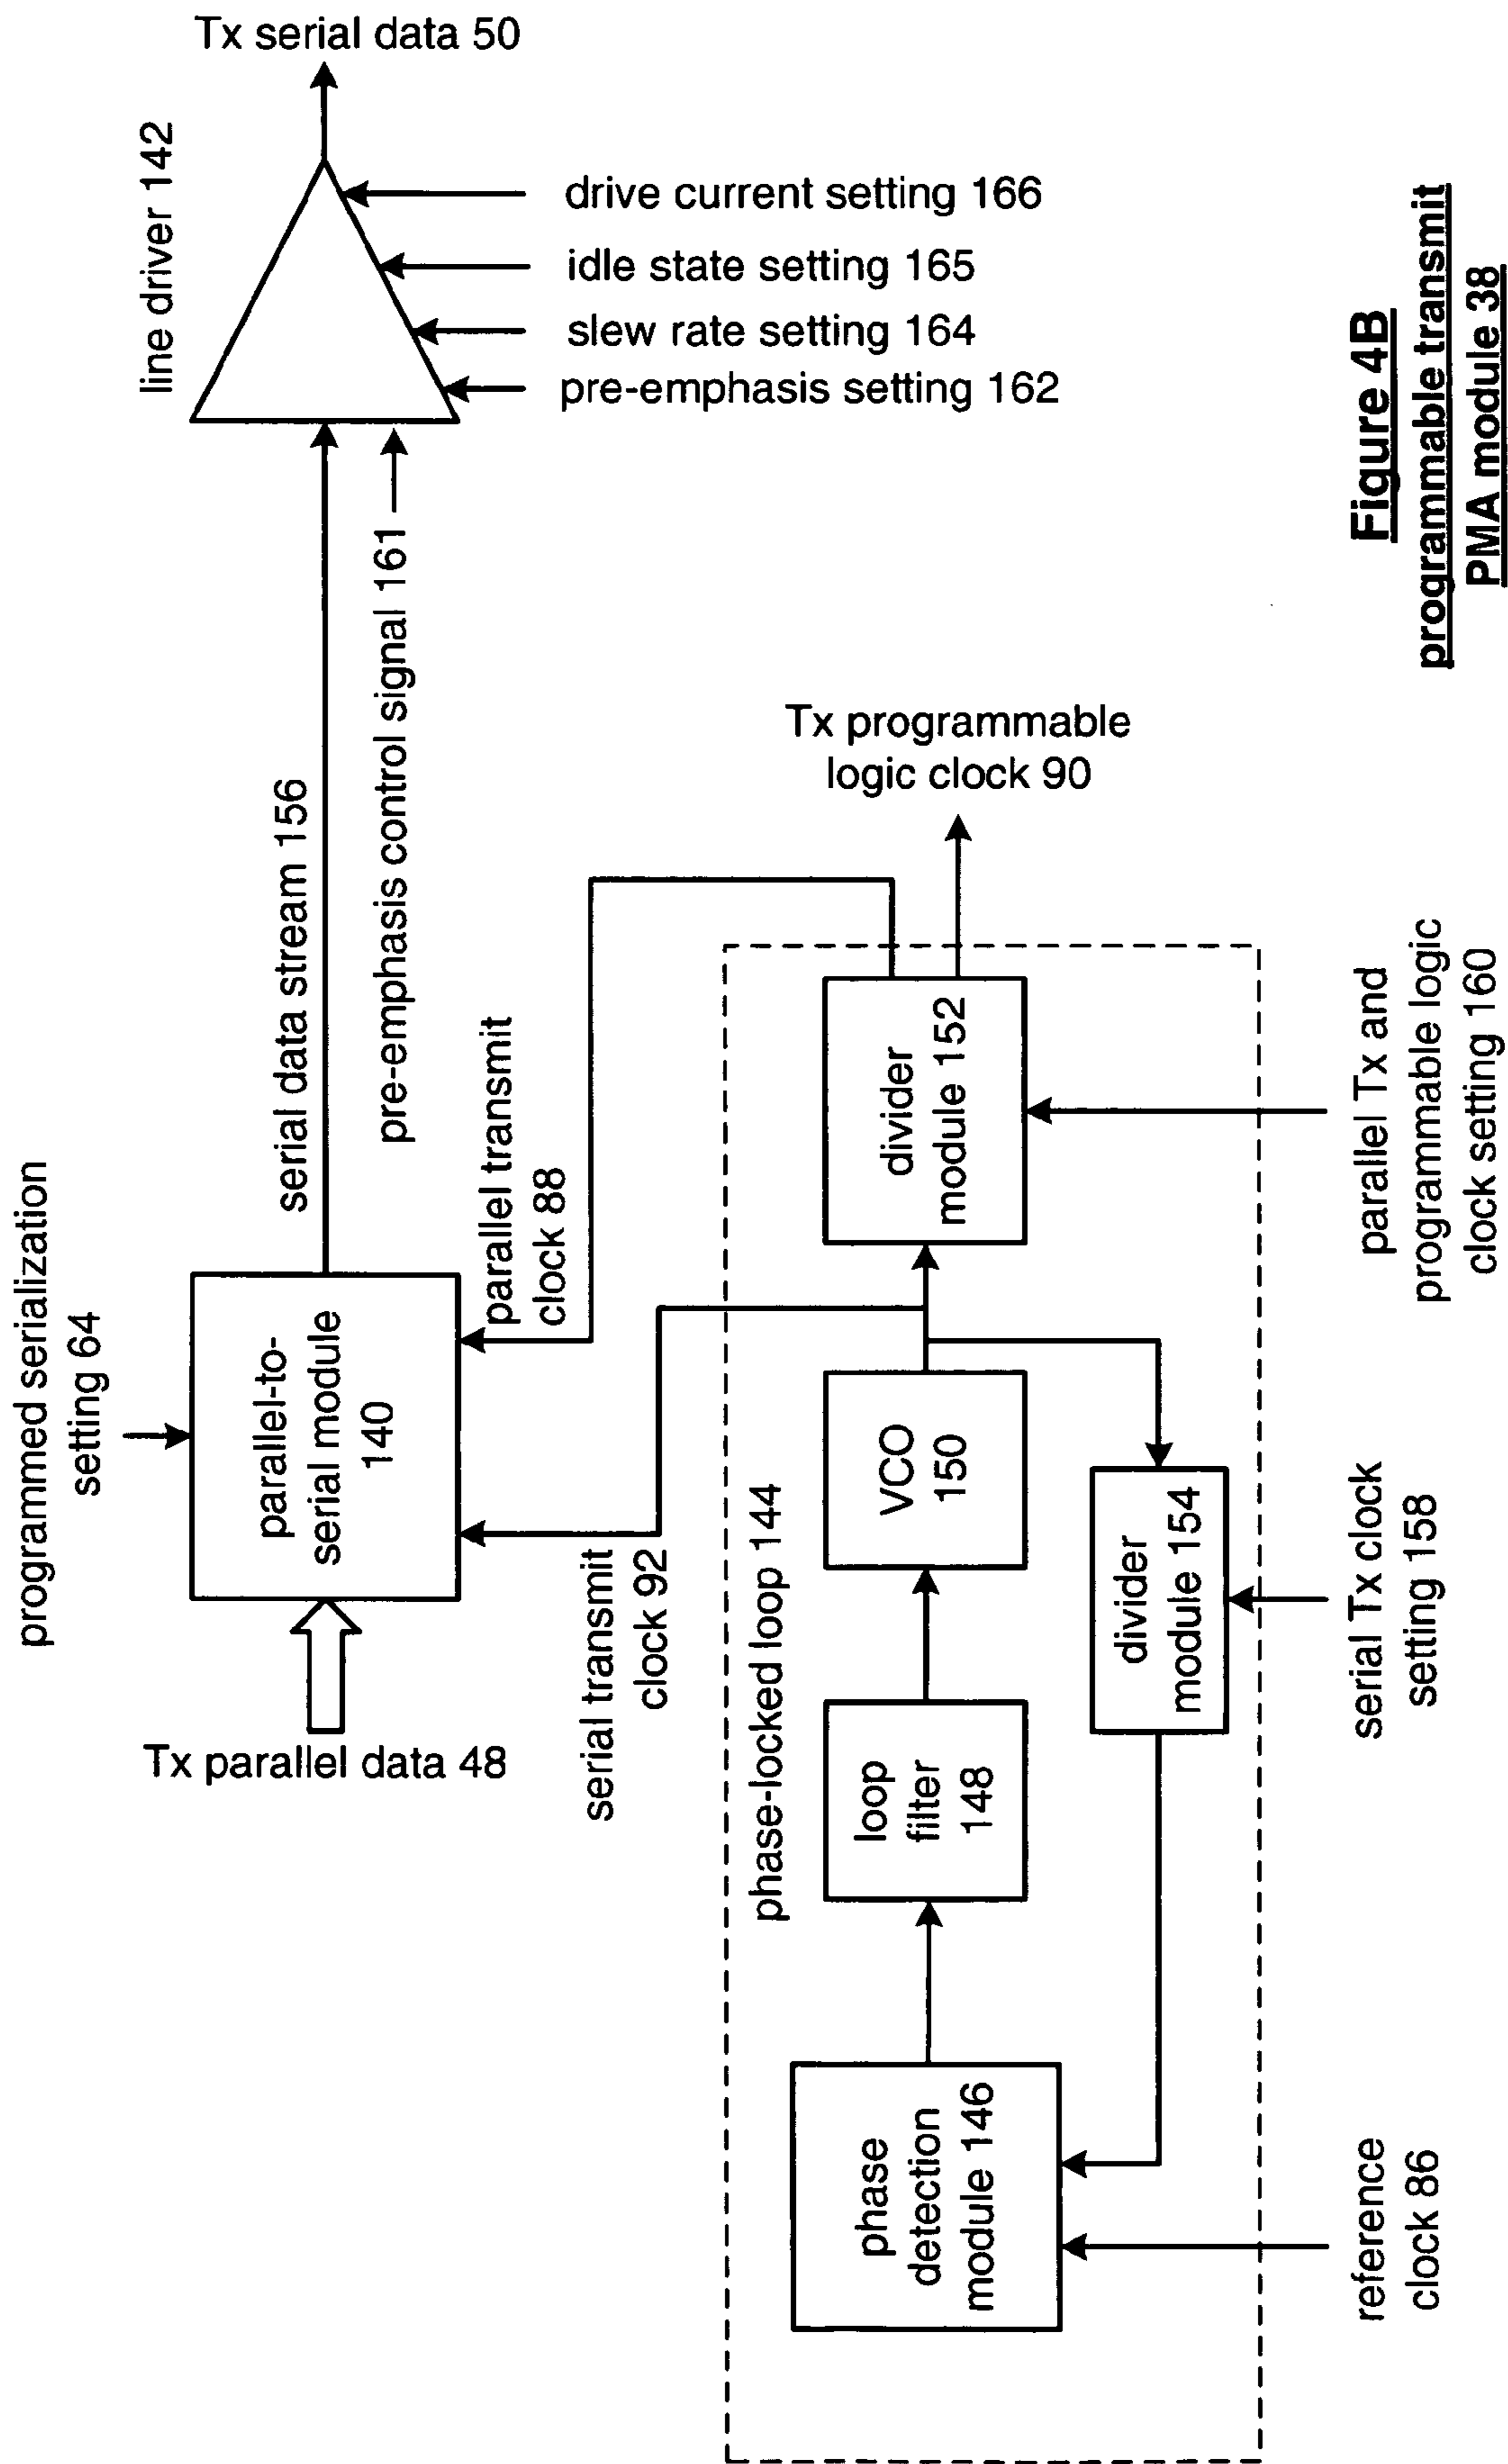 programmed serialization
setting 64
Tx parallel data 48
parallel-to-
serial module
140
serial data stream 156
pre-emphasis control signal 161
line driver 142
Tx serial data 50
drive current setting 166
idle state setting 165
slew rate setting 164
pre-emphasis setting 162
serial transmit
clock 92
parallel transmit
clock 88
Tx programmable
logic clock 90
phase-locked loop 144
phase
detection
module 146
loop
filter
148
VCO
150
divider
module 152
divider
module 154
reference
clock 86
serial Tx clock
setting 158
parallel Tx and
programmable logic
clock setting 160
Figure 4B
programmable transmit
PMA module 38